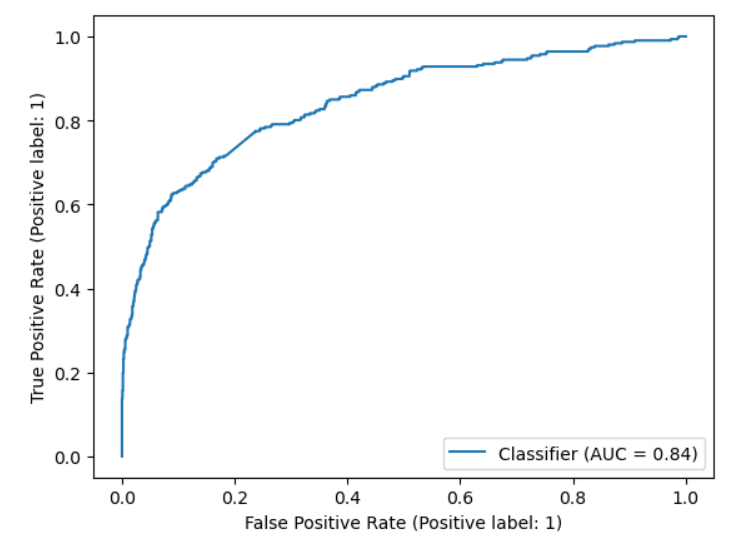 1.0
0.8
0.6
0.4
0.2
0.0
True Positive Rate (Positive label: 1)
Classifier (AUC = 0.84)
0.0 0.2 0.4 0.6 0.8 1.0
False Positive Rate (Positive label: 1)